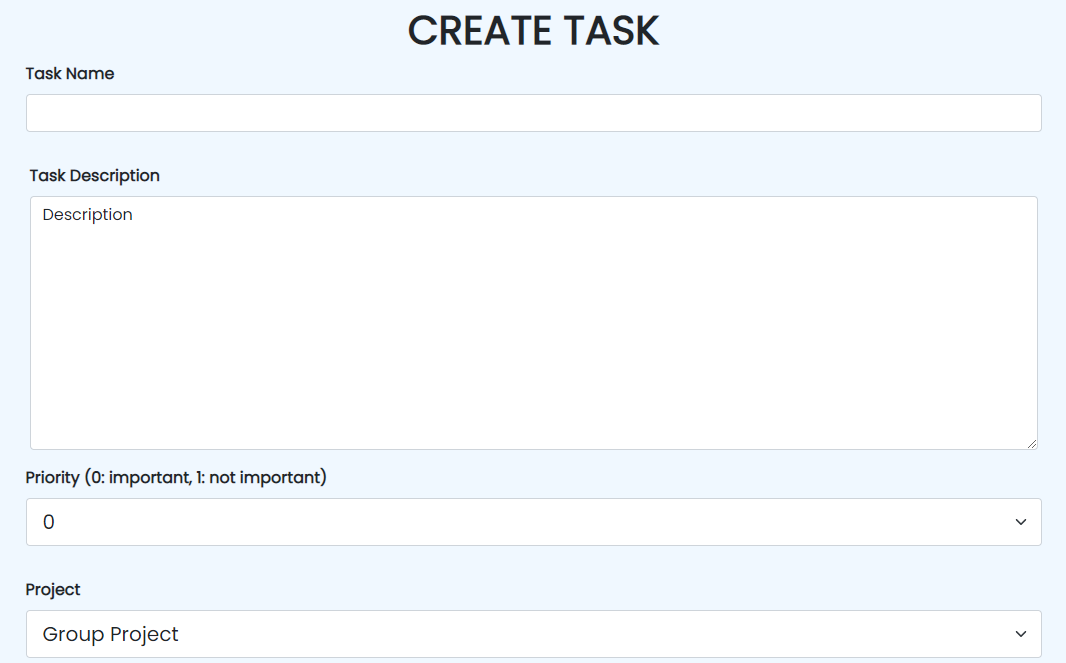 CREATE TASK
Task Name
Task Description
Description
Priority (0: important, 1: not important)
0
Project
Group Project